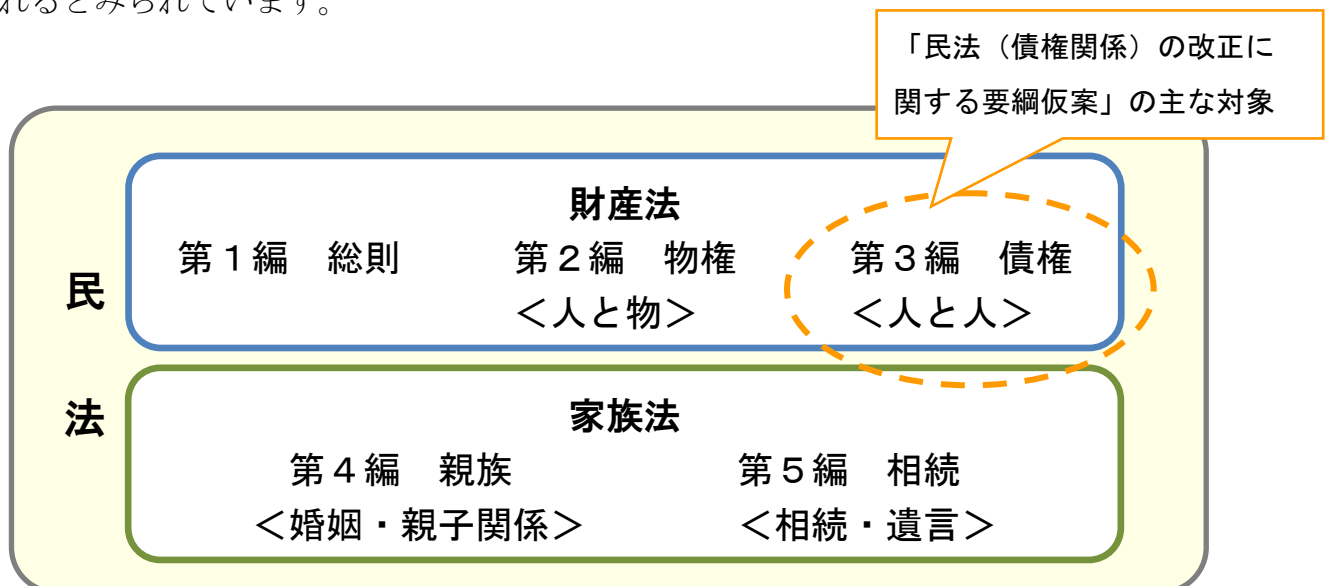 れるとみられています。
「民法（債権関係）の改正に
関する要綱仮案」の主な対象
民法
財産法
第１編　総則
第２編　物権
＜人と物＞
第３編　債権
＜人と人＞
家族法
第４編　親族
＜婚姻・親子関係＞
第５編　相続
＜相続・遺言＞